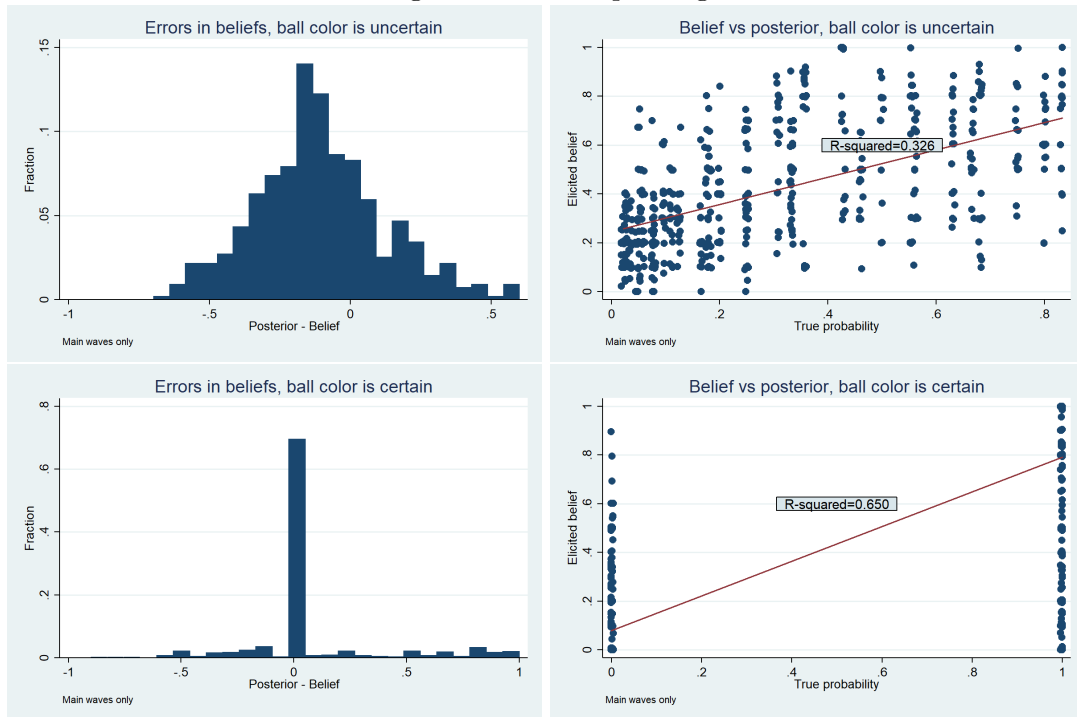 Errors in beliefs, ball color is uncertain
Fraction
.15
.1
.05
0
-1
-.5
0
.5
Posterior - Belief
Main waves only
Belief vs posterior, ball color is uncertain
Elicited belief
1
.8
.6
.4
.2
0
R-squared=0.326
0
.2
.4
.6
.8
True probability
Main waves only
Errors in beliefs, ball color is certain
Fraction
.8
.6
.4
.2
0
-1
-.5
0
.5
1
Posterior - Belief
Main waves only
Belief vs posterior, ball color is certain
Elicited belief
1
.8
.6
.4
.2
0
R-squared=0.650
0
.2
.4
.6
.8
1
True probability
Main waves only